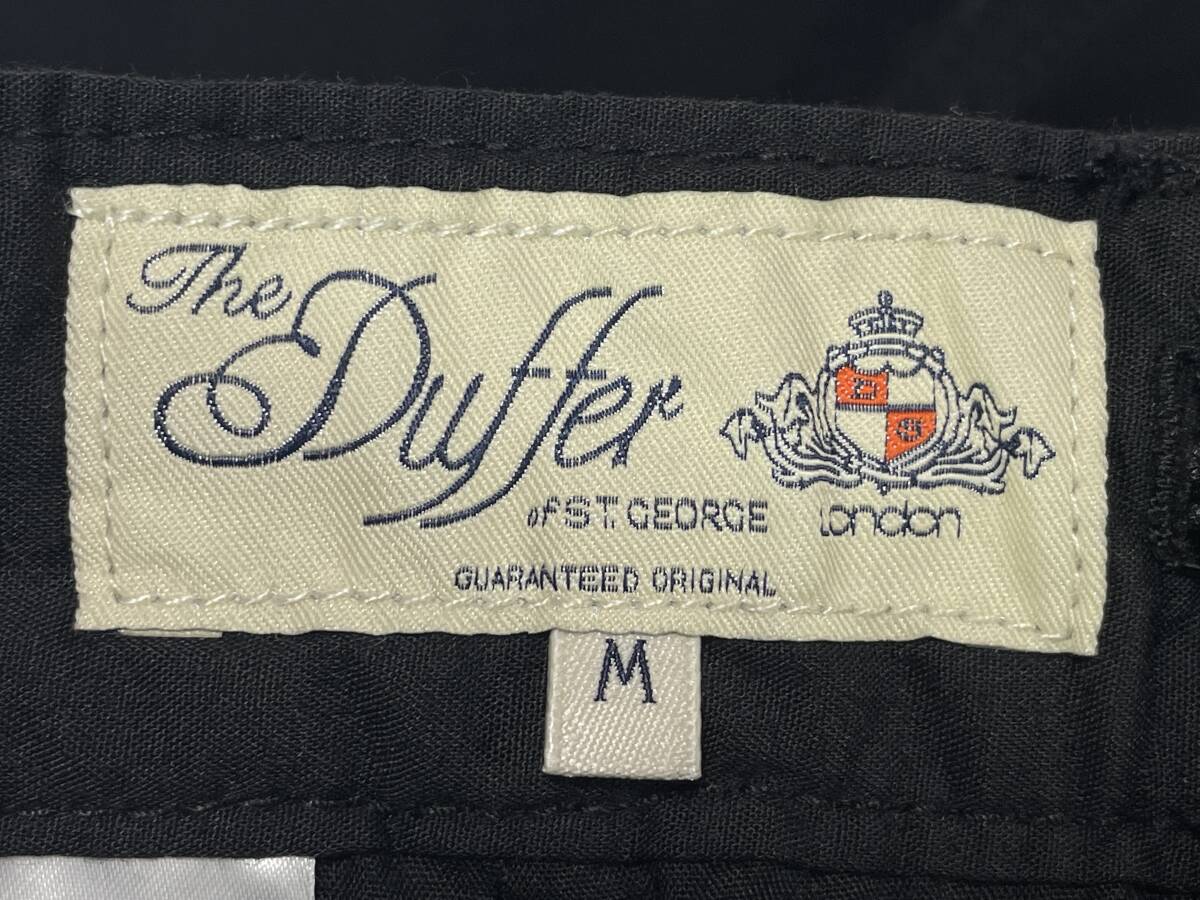 The Duffer
of ST. GEORGE
D
S
London
GUARANTEED ORIGINAL
M